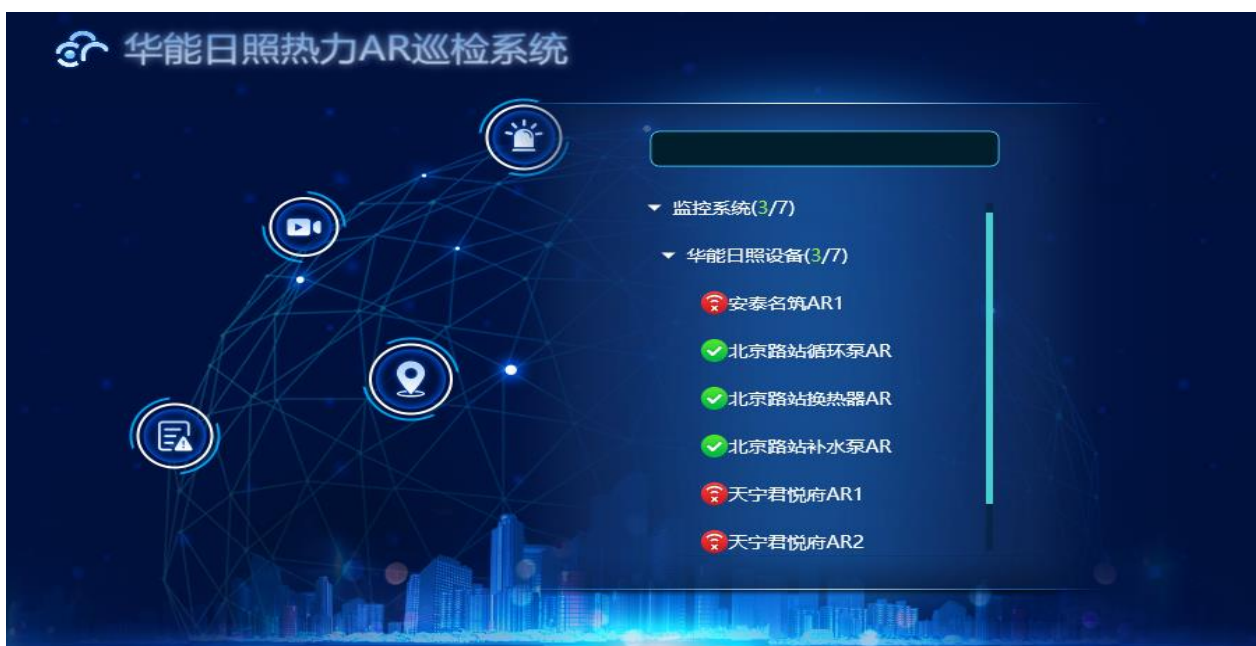 华能日照热力AR巡检系统
监控系统(3/7)
华能日照设备(3/7)
安泰名筑AR1
北京路站循环泵AR
北京路站换热器AR
北京路站补水泵AR
天宁君悦府AR1
天宁君悦府AR2